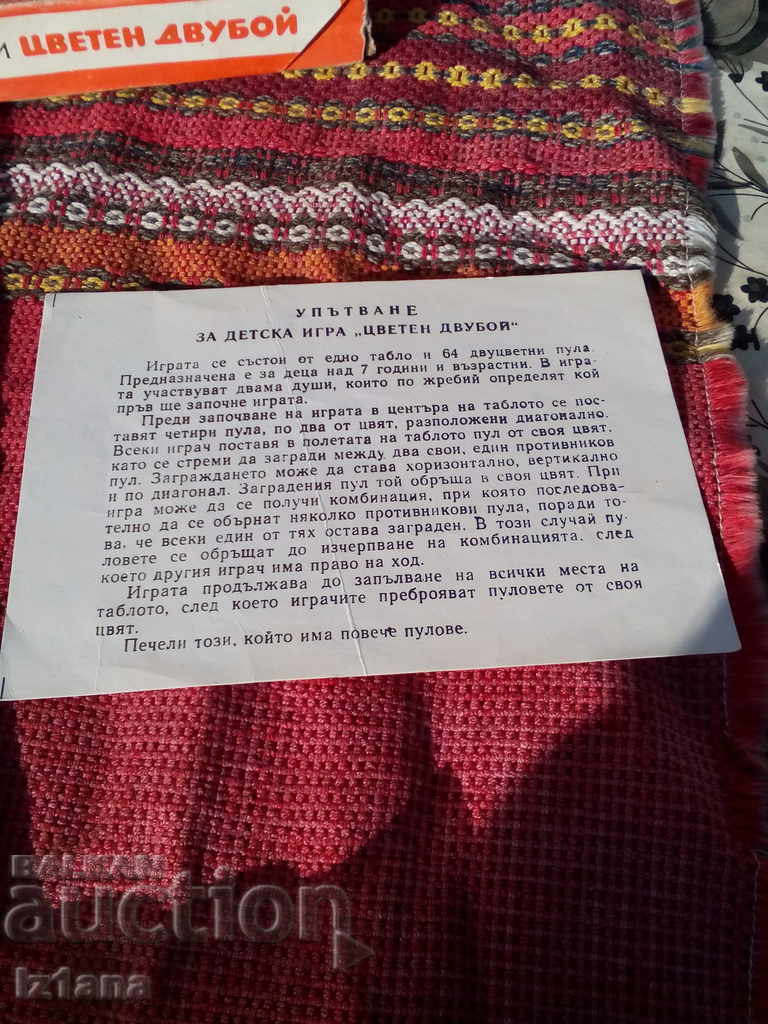 и ЦВЕТЕН ДВУБОЙ
УПЪТВАНЕ
ЗА ДЕТСКА ИГРА „ЦВЕТЕН ДВУБОЙ“
Играта се състои от едно табло и 64 двуцветни пула.
Предназначена е за деца над 7 години и възрастни. В игра-
та участвуват двама души, които по жребий определят кой
пръв ще започне играта.
Преди започване на играта в центъра на таблото се пос-
тавят четири пула, по два от цвят, разположени диагонално.
Всеки играч поставя в полетата на таблото пул от своя цвят.
като се стреми да загради между два свои, един противников
пул. Заграждането може да става хоризонтално, вертикално
и по диагонал. Заградения пул той обръща в своя цвят. При
игра може да се получи комбинация, при която последова-
телно да се обърнат няколко противникови пула, поради то-
ва, че всеки един от тях остава заграден. В този случай пу-
ловете се обръщат до изчерпване на комбинацията, след
което другия играч има право на ход.
Играта продължава до запълване на всички места на
таблото, след което играчите преброяват пуловете от своя
цвят.
Печели този, който има повече пулове.
BALKAN
auction
iz1ana